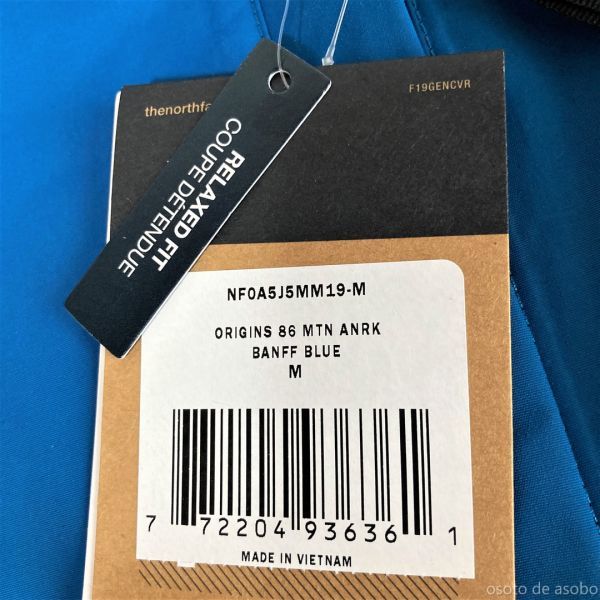 thenorthfa
F19GENCVR
RELAXED FIT
COUPE DÉTENDUE
NF0A5J5MM19-M
ORIGINS 86 MTN ANRK
BANFF BLUE
M
7 72204 93636 1
MADE IN VIETNAM
osoto de asobo